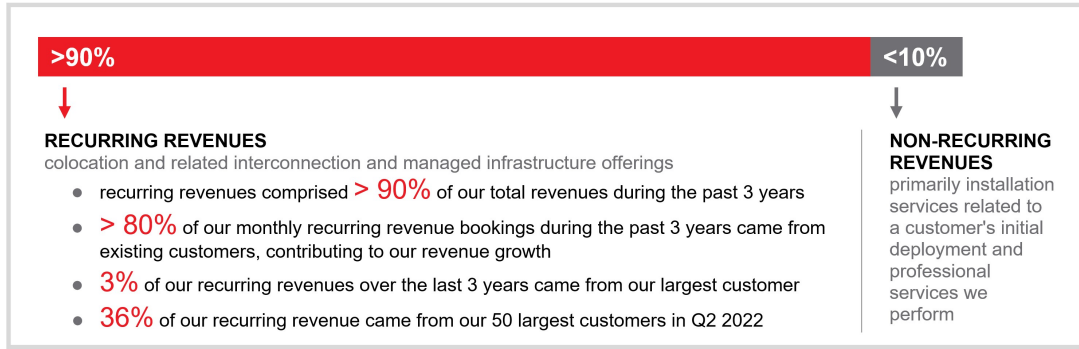 >90%
<10%
RECURRING REVENUES
colocation and related interconnection and managed infrastructure offerings
● recurring revenues comprised > 90% of our total revenues during the past 3 years
● > 80% of our monthly recurring revenue bookings during the past 3 years came from
existing customers, contributing to our revenue growth
● 3% of our recurring revenues over the last 3 years came from our largest customer
● 36% of our recurring revenue came from our 50 largest customers in Q2 2022
NON-RECURRING
REVENUES
primarily installation
services related to
a customer's initial
deployment and
professional
services we
perform